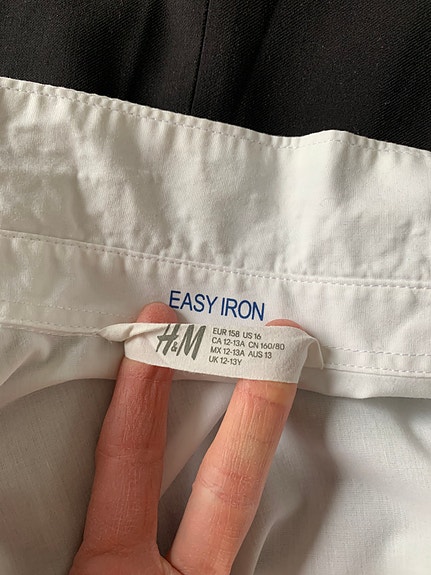 EASY IRON
H&M
EUR 158 US 16
CA 12-13A CN 160/80
MX 12-13A AUS 13
UK 12-13Y